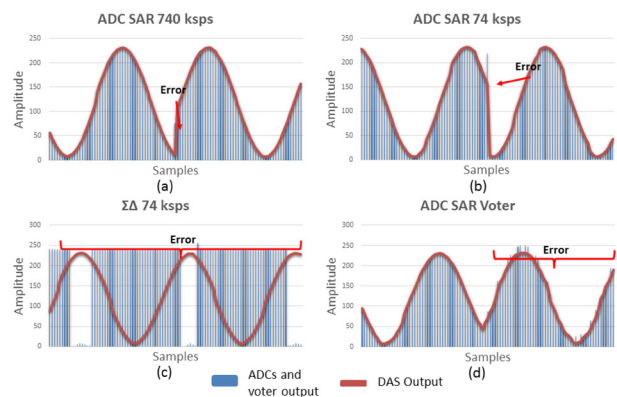 ADC SAR 740 ksps
Amplitude
250
200
150
100
50
0
Error
Samples
(a)
ADC SAR 74 ksps
Amplitude
250
200
150
100
50
0
Error
Samples
(b)
ΣΔ 74 ksps
Amplitude
300
250
200
150
100
50
0
Error
Samples
(c)
ADC SAR Voter
Amplitude
300
250
200
150
100
50
0
Error
Samples
(d)
ADCs and
voter output
DAS Output